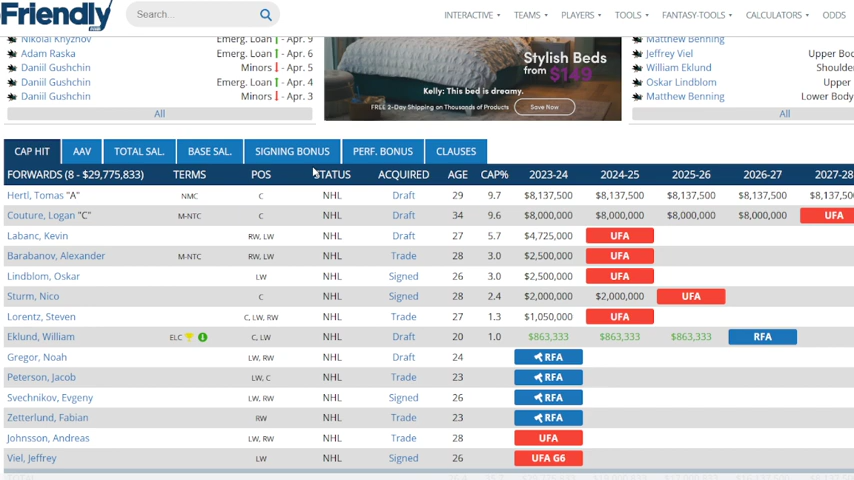 Friendly
Search...
INTERACTIVE TEAMS PLAYERS TOOLS FANTASY-TOOLS CALCULATORS ODDS
Nikolai Knyzhov Emerg. Loan - Apr. 9
Adam Raska Emerg. Loan - Apr. 6
Daniil Gushchin Minors - Apr. 5
Daniil Gushchin Emerg. Loan - Apr. 4
Daniil Gushchin Minors - Apr. 3
All
Stylish Beds
from $149
Kelly: This bed is dreamy.
FREE 2-Day Shipping on Thousands of Products Save Now
Matthew Benning
Jeffrey Viel Upper Bo
William Eklund Shoulde
Oskar Lindblom Upper
Matthew Benning Lower Body
All
CAP HIT AAV TOTAL SAL. BASE SAL. SIGNING BONUS PERF. BONUS CLAUSES
FORWARDS (8 - $29,775,833) TERMS POS STATUS ACQUIRED AGE CAP% 2023-24 2024-25 2025-26 2026-27 2027-28
Hertl, Tomas "A" NMC C NHL Draft 29 9.7 $8,137,500 $8,137,500 $8,137,500 $8,137,500 $8,137,50
Couture, Logan "C" M-NTC C NHL Draft 34 9.6 $8,000,000 $8,000,000 $8,000,000 $8,000,000 UFA
Labanc, Kevin RW, LW NHL Draft 27 5.7 $4,725,000 UFA
Barabanov, Alexander M-NTC RW, LW NHL Trade 28 3.0 $2,500,000 UFA
Lindblom, Oskar LW NHL Signed 26 3.0 $2,500,000 UFA
Sturm, Nico C NHL Signed 28 2.4 $2,000,000 $2,000,000 UFA
Lorentz, Steven C, LW, RW NHL Trade 27 1.3 $1,050,000 UFA
Eklund, William ELC C, LW NHL Draft 20 1.0 $863,333 $863,333 $863,333 RFA
Gregor, Noah LW, RW NHL Draft 24 RFA
Peterson, Jacob LW, C NHL Trade 23 RFA
Svechnikov, Evgeny LW, RW NHL Signed 26 RFA
Zetterlund, Fabian RW NHL Trade 23 RFA
Johnsson, Andreas LW, RW NHL Trade 28 UFA
Viel, Jeffrey LW NHL Signed 26 UFA G6